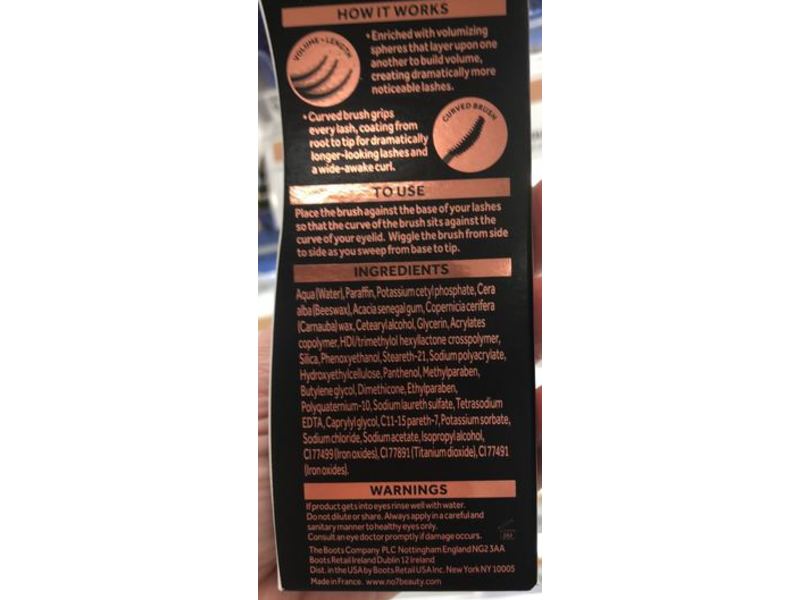 HOW IT WORKS
VOLUME + LENGTH
• Enriched with volumizing
spheres that layer upon one
another to build volume,
creating dramatically more
noticeable lashes.
• Curved brush grips
every lash, coating from
root to tip for dramatically
longer-looking lashes and
a wide-awake curl.
CURVED BRUSH
TO USE
Place the brush against the base of your lashes
so that the curve of the brush sits against the
curve of your eyelid. Wiggle the brush from side
to side as you sweep from base to tip.
INGREDIENTS
Aqua (Water), Paraffin, Potassium cetyl phosphate, Cera
alba (Beeswax), Acacia senegal gum, Copernicia cerifera
(Carnauba) wax, Cetearyl alcohol, Glycerin, Acrylates
copolymer, HDI/trimethylol hexyllactone crosspolymer,
Silica, Phenoxyethanol, Steareth-21, Sodium polyacrylate,
Hydroxyethylcellulose, Panthenol, Methylparaben,
Butylene glycol, Dimethicone, Ethylparaben,
Polyquaternium-10, Sodium laureth sulfate, Tetrasodium
EDTA, Caprylyl glycol, C11-15 pareth-7, Potassium sorbate,
Sodium chloride, Sodium acetate, Isopropyl alcohol,
CI 77499 (Iron oxides), CI 77891 (Titanium dioxide), CI 77491
(Iron oxides).
WARNINGS
If product gets into eyes rinse well with water.
Do not dilute or share. Always apply in a careful and
sanitary manner to healthy eyes only.
Consult an eye doctor promptly if damage occurs.
The Boots Company PLC Nottingham England NG2 3AA
Boots Retail Ireland Dublin 12 Ireland
Dist. in the USA by Boots Retail USA Inc. New York NY 10005
Made in France. www.no7beauty.com